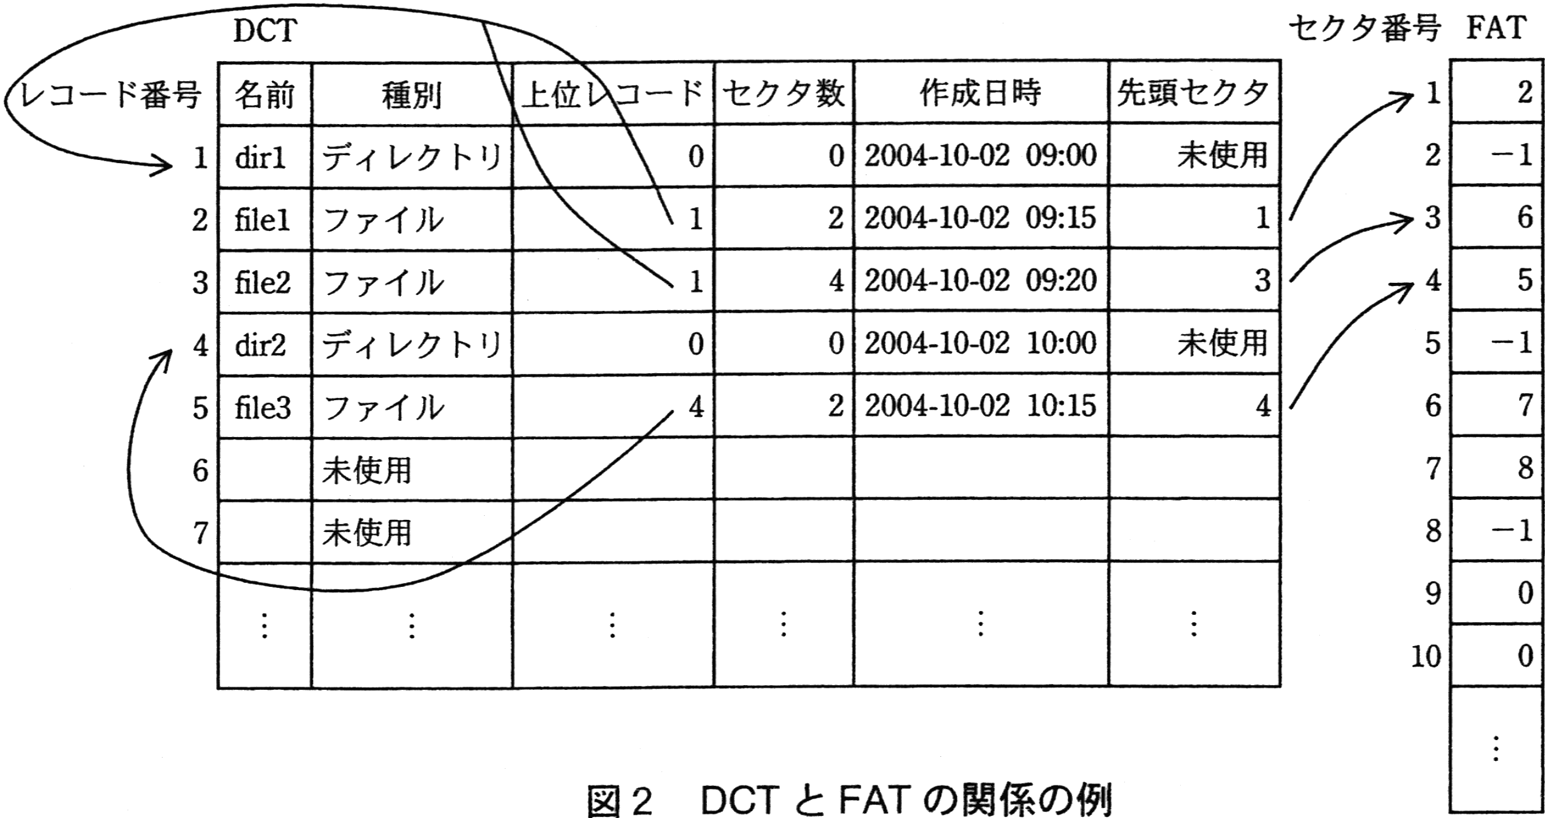 DCT セクタ番号 FAT
レコード番号 名前 種別 上位レコード セクタ数 作成日時 先頭セクタ 1 2
1 dir1 ディレクトリ 0 0 2004-10-02 09:00 未使用 2 －1
2 file1 ファイル 1 2 2004-10-02 09:15 1 3 6
3 file2 ファイル 1 4 2004-10-02 09:20 3 4 5
4 dir2 ディレクトリ 0 0 2004-10-02 10:00 未使用 5 －1
5 file3 ファイル 4 2 2004-10-02 10:15 4 6 7
6 未使用 7 8
7 未使用 8 －1
9 0
⋮ ⋮ ⋮ ⋮ ⋮ ⋮
10 0
⋮
図2 DCTとFATの関係の例